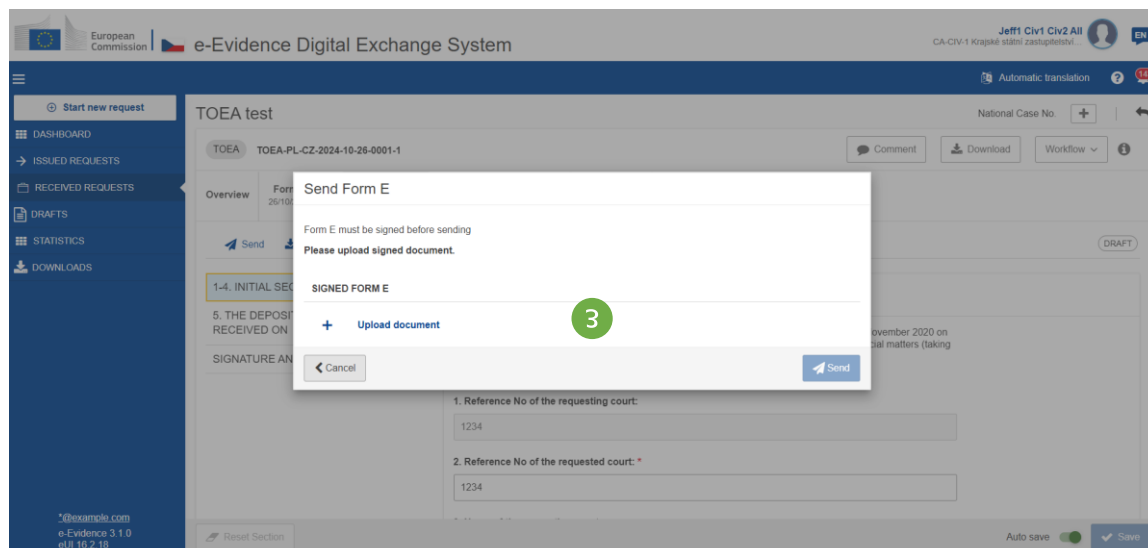 European
Commission
e-Evidence Digital Exchange System
Jeff1 Civ1 Civ2 All
CA-CIV-1 Krajské státní zastupitelství...
EN
Automatic translation
?
14
Start new request
TOEA test
National Case No.
DASHBOARD
TOEA TOEA-PL-CZ-2024-10-26-0001-1
Comment
Download
Workflow
ISSUED REQUESTS
RECEIVED REQUESTS
Overview
Form
26/10/
Send Form E
DRAFTS
Form E must be signed before sending
STATISTICS
Send
Please upload signed document.
DRAFT
DOWNLOADS
1-4. INITIAL SEC
SIGNED FORM E
5. THE DEPOSI
RECEIVED ON
+ Upload document
3
ovember 2020 on
cial matters (taking
SIGNATURE AN
Cancel
Send
1. Reference No of the requesting court:
1234
2. Reference No of the requested court: *
1234
*@example.com
e-Evidence 3.1.0
eUI 16.2.18
Reset Section
Auto save
Save